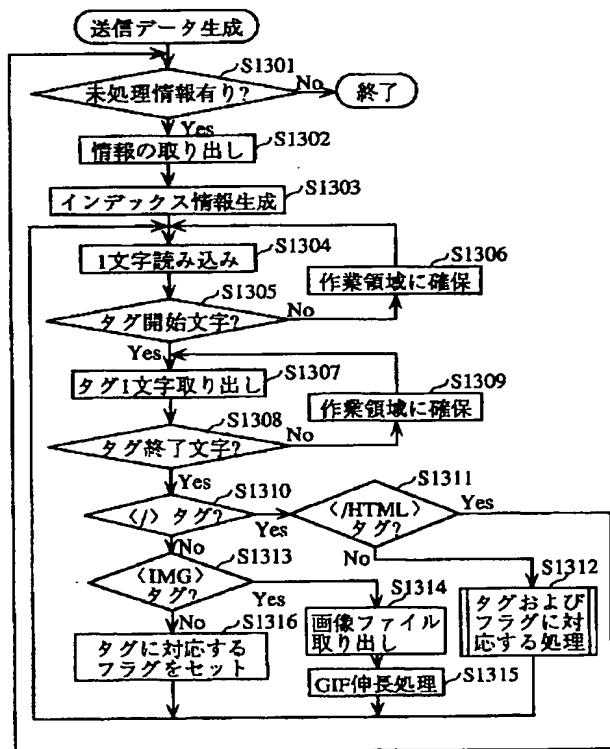 送信データ生成
S1301
未処理情報有り?
No
終了
Yes
S1302
情報の取り出し
S1303
インデックス情報生成
S1304
1文字読み込み
S1306
作業領域に確保
S1305
タグ開始文字?
No
Yes
S1307
タグ1文字取り出し
S1309
作業領域に確保
S1308
タグ終了文字?
No
Yes
S1310
〈/〉タグ?
Yes
S1311
〈/HTML〉
タグ?
Yes
No
No
S1313
〈IMG〉
タグ?
Yes
S1314
画像ファイル
取り出し
S1312
タグおよび
フラグに対
応する処理
No
S1316
タグに対応する
フラグをセット
GIF伸長処理
S1315